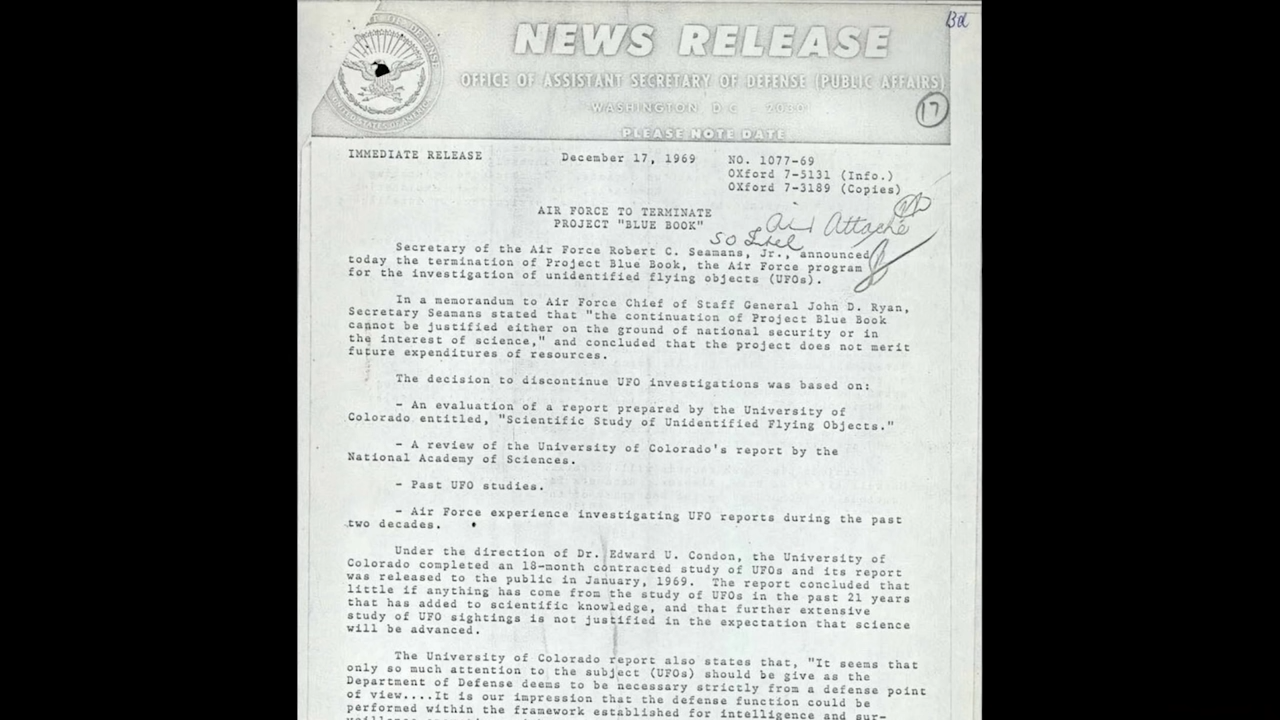 Bd
NEWS RELEASE
OFFICE OF ASSISTANT SECRETARY OF DEFENSE (PUBLIC AFFAIRS)
WASHINGTON D C - 2030
PLEASE NOTE DATE
17
IMMEDIATE RELEASE December 17, 1969 NO. 1077-69
OXford 7-5131 (Info.)
OXford 7-3189 (Copies)
AIR FORCE TO TERMINATE
PROJECT "BLUE BOOK"
Air Attaché
Secretary of the Air Force Robert C. Seamans, Jr., announced
today the termination of Project Blue Book, the Air Force program
for the investigation of unidentified flying objects (UFOs).
In a memorandum to Air Force Chief of Staff General John D. Ryan,
Secretary Seamans stated that "the continuation of Project Blue Book
cannot be justified either on the ground of national security or in
the interest of science," and concluded that the project does not merit
future expenditures of resources.
The decision to discontinue UFO investigations was based on:
- An evaluation of a report prepared by the University of
Colorado entitled, "Scientific Study of Unidentified Flying Objects."
- A review of the University of Colorado's report by the
National Academy of Sciences.
- Past UFO studies.
- Air Force experience investigating UFO reports during the past
two decades.
Under the direction of Dr. Edward U. Condon, the University of
Colorado completed an 18-month contracted study of UFOs and its report
was released to the public in January, 1969. The report concluded that
little if anything has come from the study of UFOs in the past 21 years
that has added to scientific knowledge, and that further extensive
study of UFO sightings is not justified in the expectation that science
will be advanced.
The University of Colorado report also states that, "It seems that
only so much attention to the subject (UFOs) should be give as the
Department of Defense deems to be necessary strictly from a defense point
of view....It is our impression that the defense function could be
performed within the framework established for intelligence and sur-